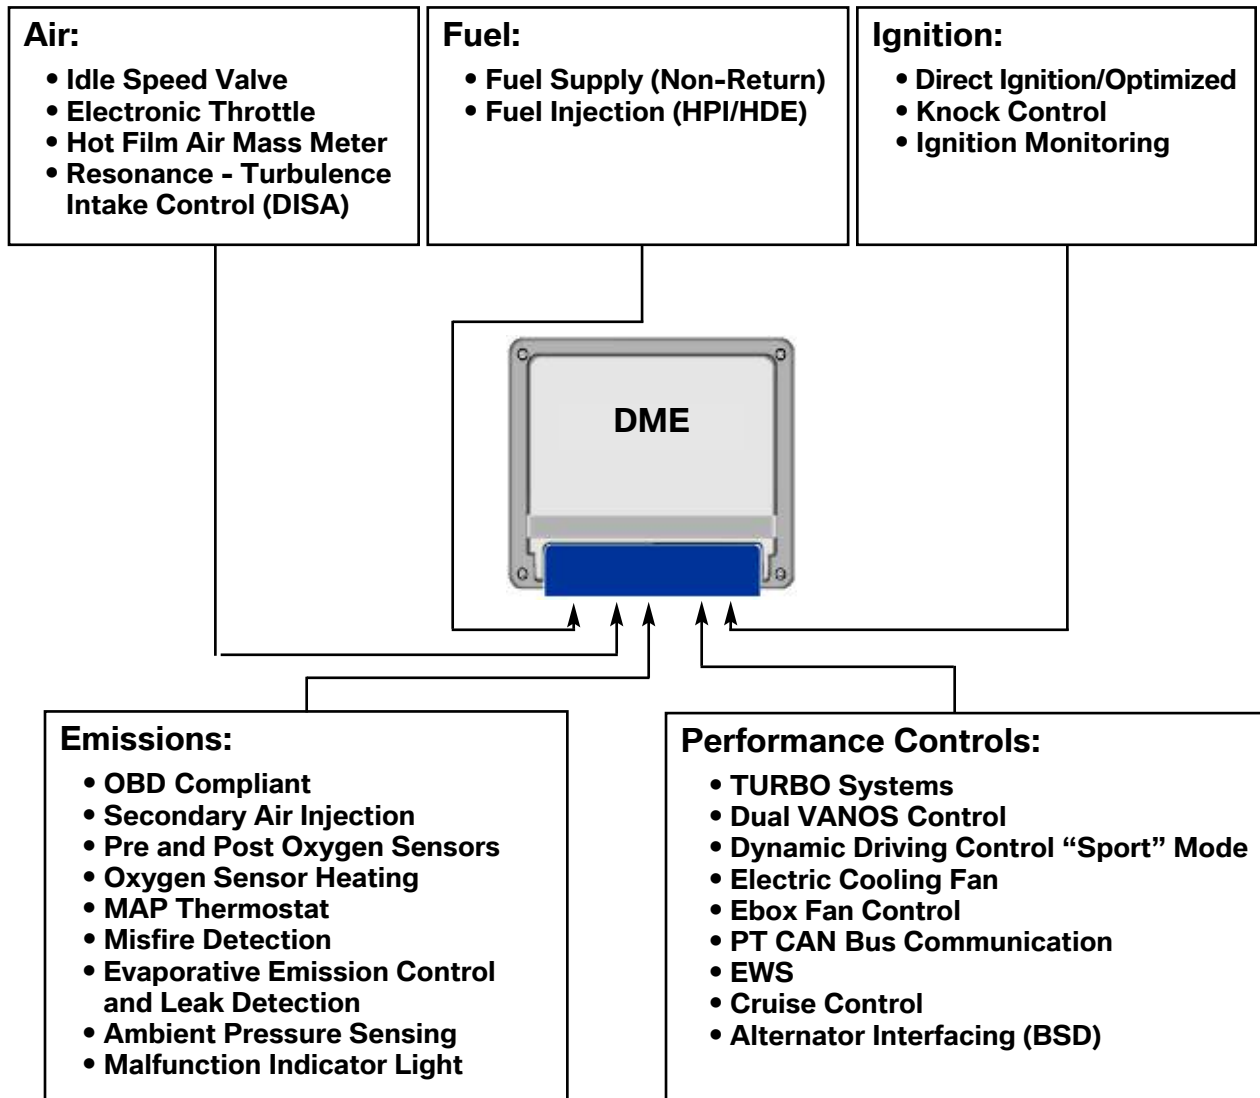 Air:
• Idle Speed Valve
• Electronic Throttle
• Hot Film Air Mass Meter
• Resonance - Turbulence
Intake Control (DISA)
Fuel:
• Fuel Supply (Non-Return)
• Fuel Injection (HPI/HDE)
Ignition:
• Direct Ignition/Optimized
• Knock Control
• Ignition Monitoring
DME
Emissions:
• OBD Compliant
• Secondary Air Injection
• Pre and Post Oxygen Sensors
• Oxygen Sensor Heating
• MAP Thermostat
• Misfire Detection
• Evaporative Emission Control
and Leak Detection
• Ambient Pressure Sensing
• Malfunction Indicator Light
Performance Controls:
• TURBO Systems
• Dual VANOS Control
• Dynamic Driving Control “Sport” Mode
• Electric Cooling Fan
• Ebox Fan Control
• PT CAN Bus Communication
• EWS
• Cruise Control
• Alternator Interfacing (BSD)